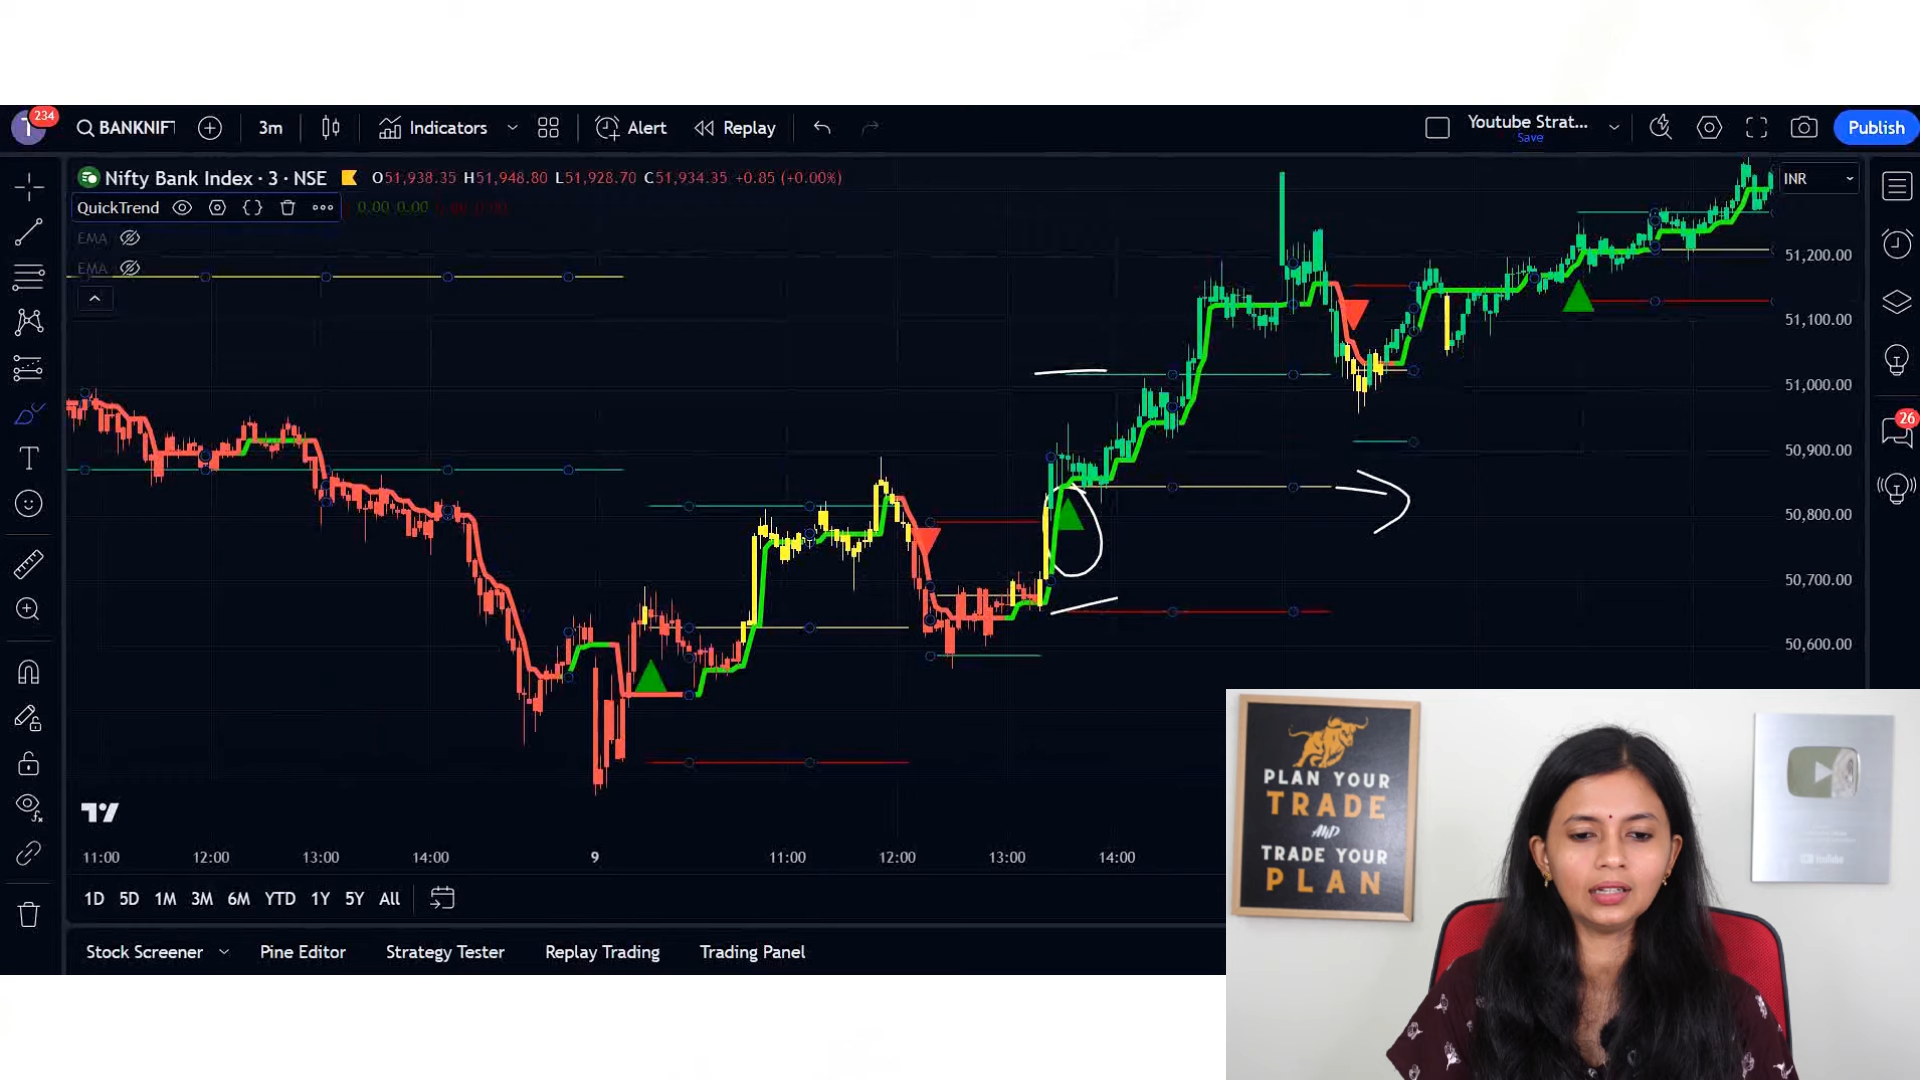 234
BANKNIFT
3m
Indicators
Alert
Replay
Youtube Strat...
Save
Publish
Nifty Bank Index · 3 · NSE
O51,938.35 H51,948.80 L51,928.70 C51,934.35 +0.85 (+0.00%)
INR
QuickTrend
0.00 0.00
EMA
EMA
51,200.00
51,100.00
51,000.00
50,900.00
50,800.00
50,700.00
50,600.00
26
11:00 12:00 13:00 14:00 9 11:00 12:00 13:00 14:00
1D 5D 1M 3M 6M YTD 1Y 5Y All
Stock Screener Pine Editor Strategy Tester Replay Trading Trading Panel
PLAN YOUR
TRADE
AND
TRADE YOUR
PLAN